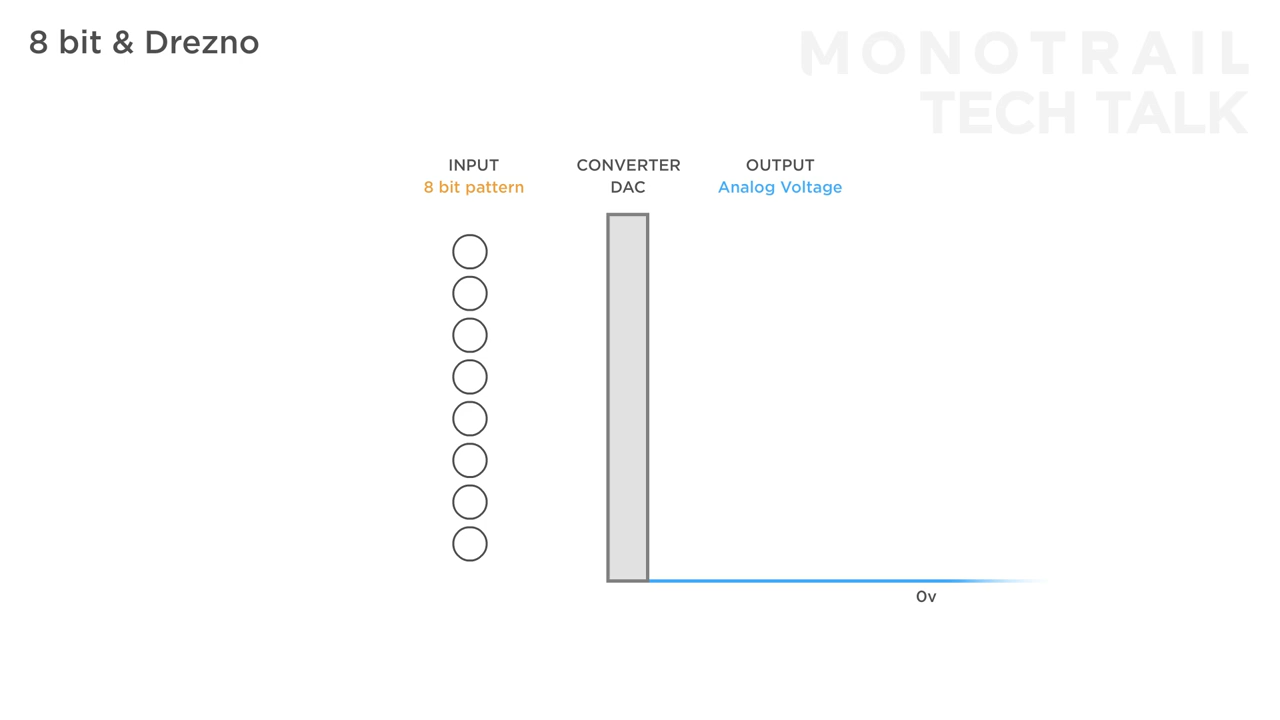 8 bit & Drezno
MONOTRAIL
TECH TALK
INPUT
8 bit pattern
CONVERTER
DAC
OUTPUT
Analog Voltage
0v